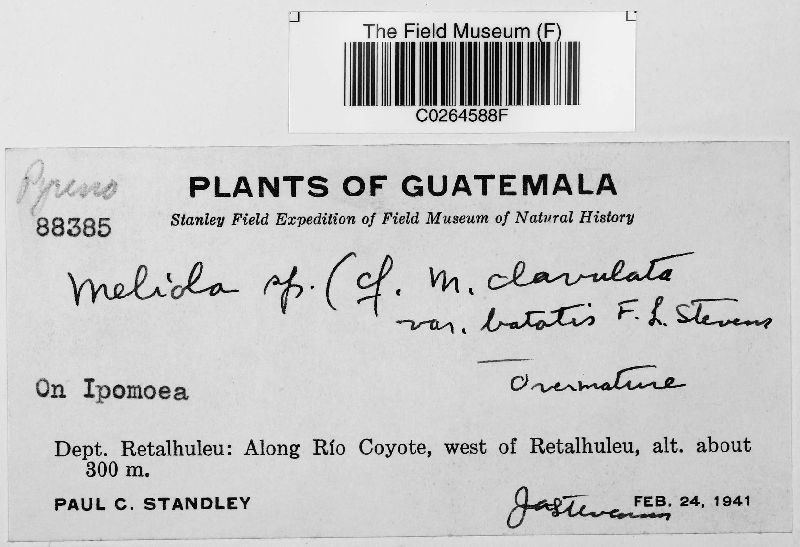 The Field Museum (F)
C0264588F
Pyreno
PLANTS OF GUATEMALA
88385
Stanley Field Expedition of Field Museum of Natural History
Meliola sp. (cf. M. clavulata
var. batatis F. L. Stevens
On Ipomoea
Overmature
Dept. Retalhuleu: Along Río Coyote, west of Retalhuleu, alt. about
300 m.
PAUL C. STANDLEY
JAStevenson FEB. 24, 1941